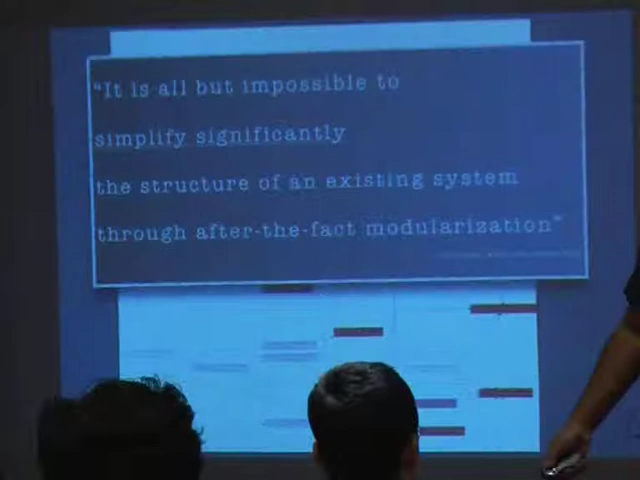 "It is all but impossible to
simplify significantly
the structure of an existing system
through after-the-fact modularization"